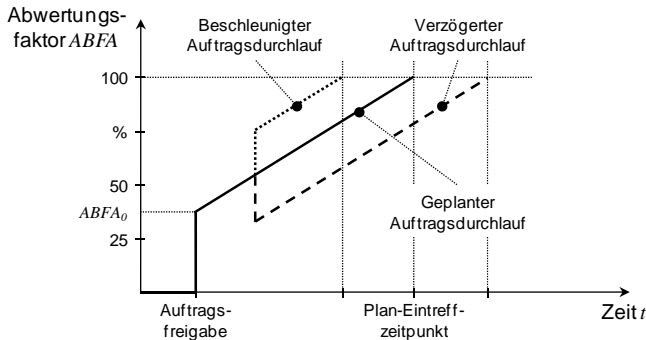 Abwertungs-
faktor ABFA
Beschleunigter
Auftragsdurchlauf
Verzögerter
Auftragsdurchlauf
100
%
50
ABFA0
25
Geplanter
Auftragsdurchlauf
Auftrags-
freigabe
Plan-Eintreff-
zeitpunkt
Zeit t